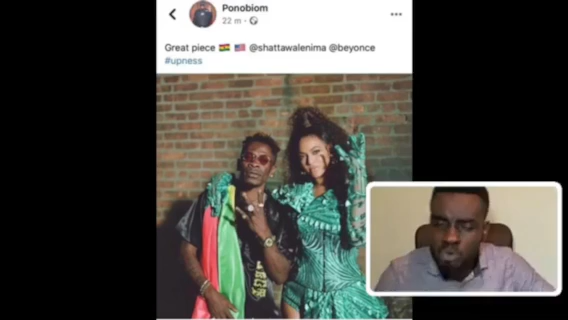 Ponobiom
22 m ·
Great piece 🇬🇭 🇺🇸 @shattawalenima @beyonce
#upness